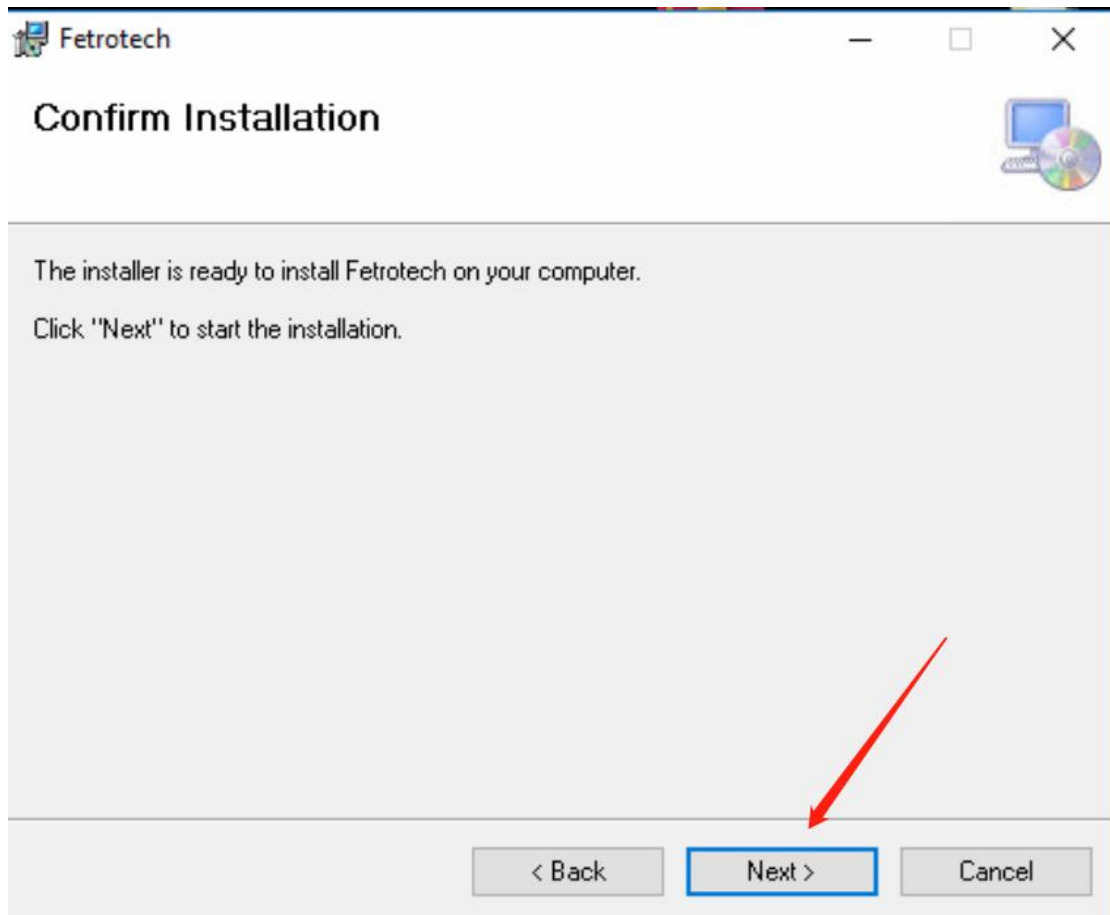 Fetrotech
Confirm Installation
The installer is ready to install Fetrotech on your computer.
Click "Next" to start the installation.
< Back
Next >
Cancel